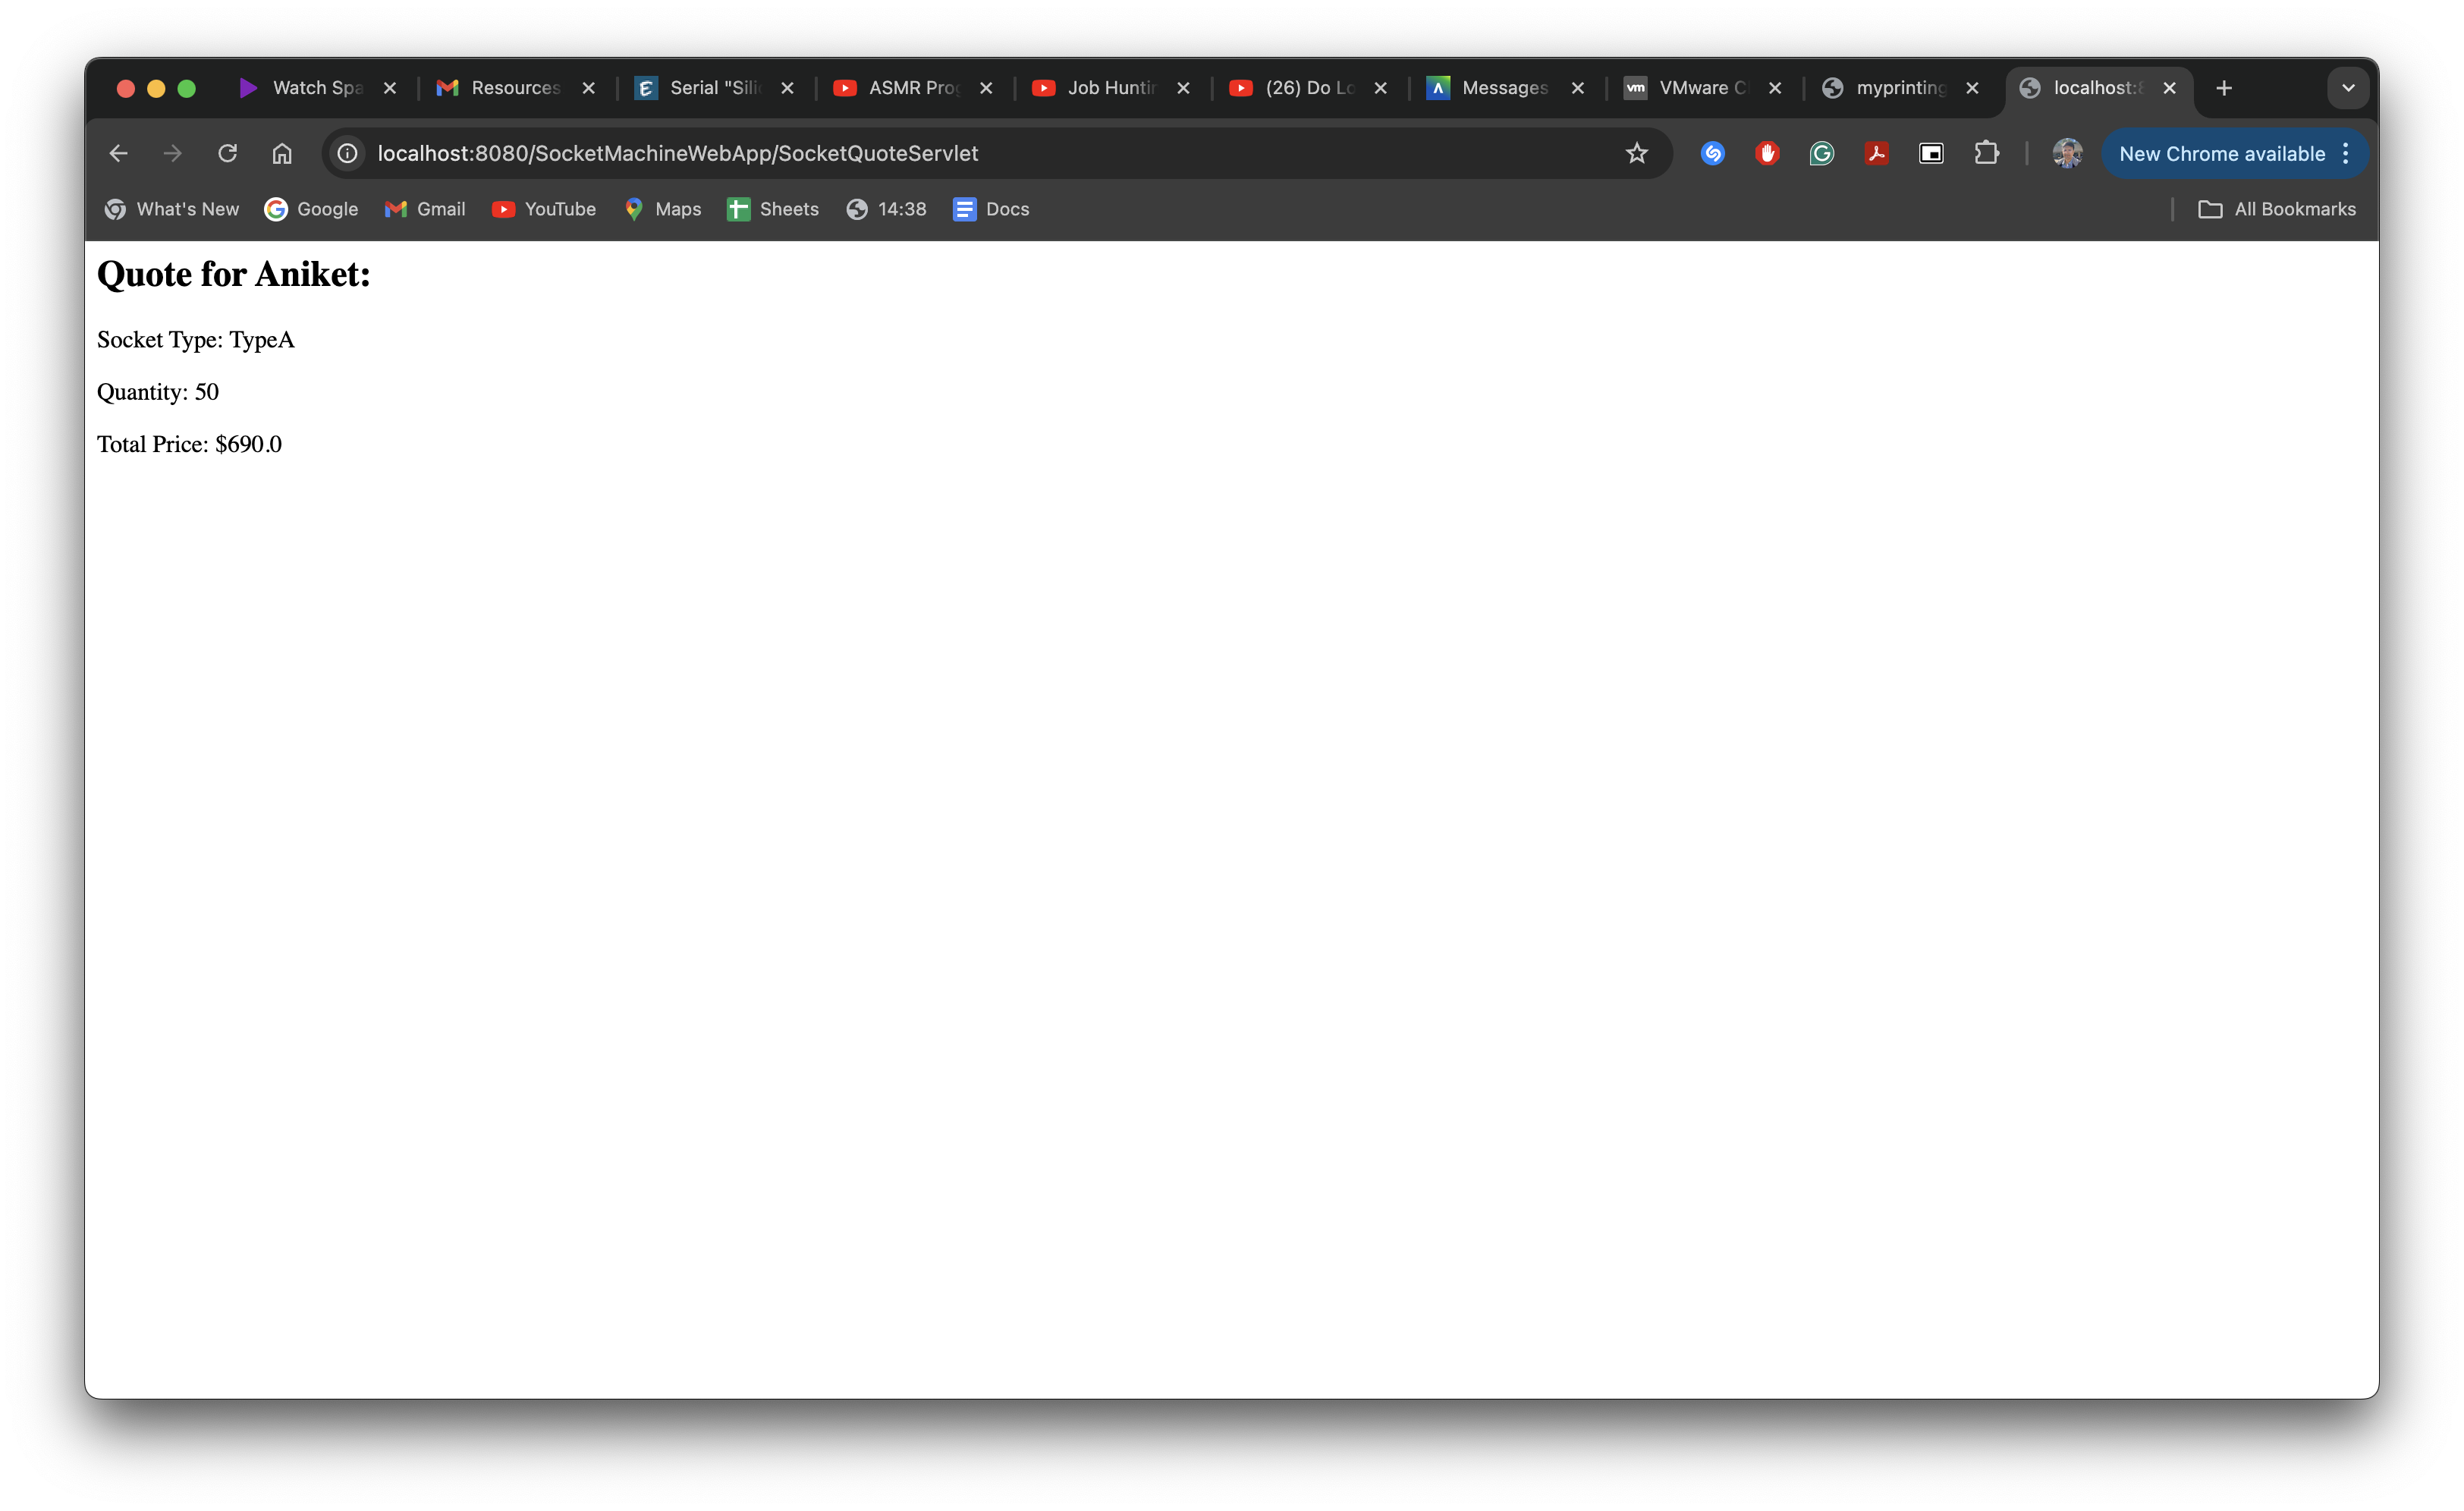 Watch Spa
Resources
Serial "Sili
ASMR Prog
Job Huntin
(26) Do Lo
Messages
VMware C
myprinting
localhost:8
localhost:8080/SocketMachineWebApp/SocketQuoteServlet
New Chrome available
What's New
Google
Gmail
YouTube
Maps
Sheets
14:38
Docs
All Bookmarks
Quote for Aniket:
Socket Type: TypeA
Quantity: 50
Total Price: $690.0